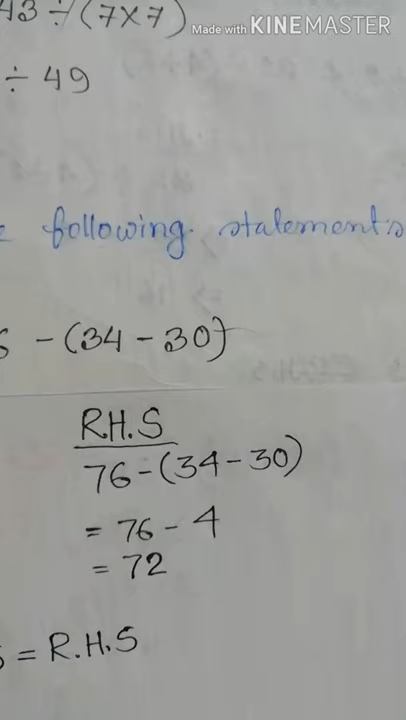 43 ÷ (7×7)
Made with KINEMASTER
÷ 49
following statements
- (34 - 30)
R.H.S
76 - (34 - 30)
= 76 - 4
= 72
= R.H.S